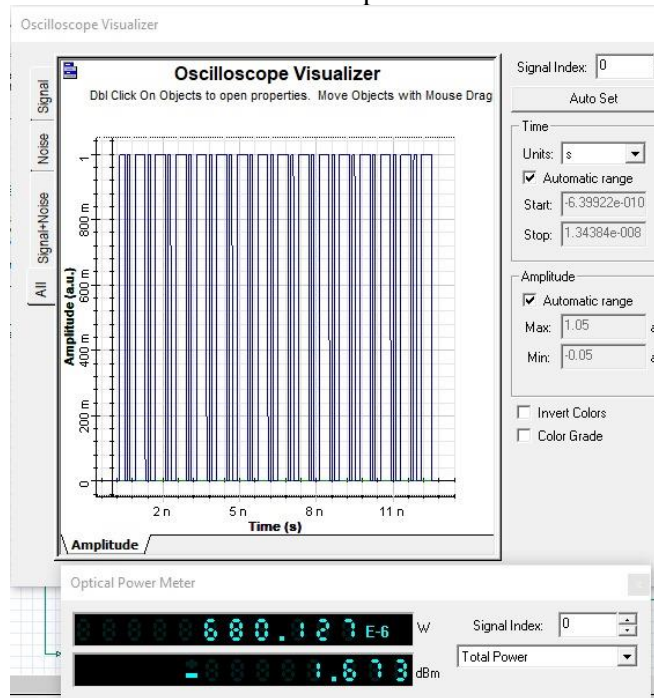 Oscilloscope Visualizer
Signal Index: 0
Auto Set
Time
Units: s
Automatic range
Start: -6.39922e-010
Stop: 1.34384e-008
Amplitude
Automatic range
Max: 1.05
Min: -0.05
Invert Colors
Color Grade
Signal
Noise
Signal+Noise
All
Oscilloscope Visualizer
Dbl Click On Objects to open properties. Move Objects with Mouse Drag
Amplitude (a.u.)
1
800 m
600 m
400 m
200 m
0
2 n 5 n 8 n 11 n
Time (s)
Amplitude
Optical Power Meter
680.127 E-6 W
Signal Index: 0
-1.673 dBm
Total Power